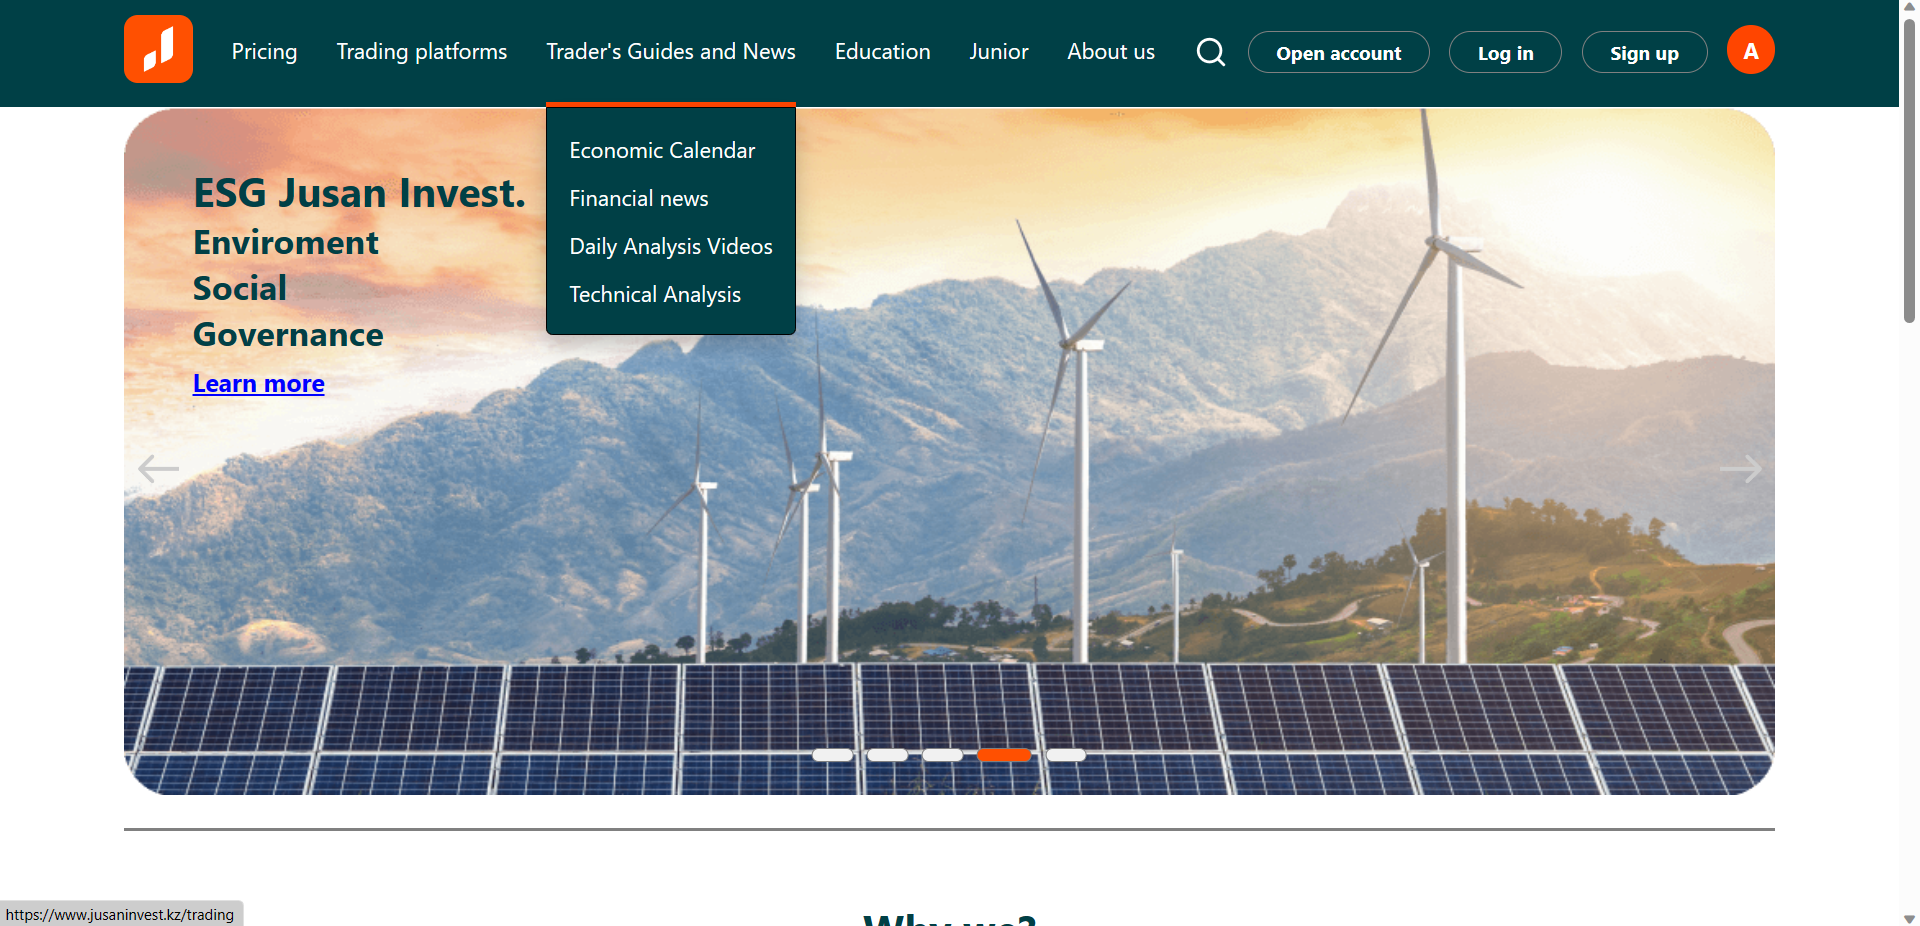 Pricing
Trading platforms
Trader's Guides and News
Education
Junior
About us
Open account
Log in
Sign up
A
Economic Calendar
Financial news
Daily Analysis Videos
Technical Analysis
ESG Jusan Invest.
Enviroment
Social
Governance
Learn more
Why we?
https://www.jusaninvest.kz/trading